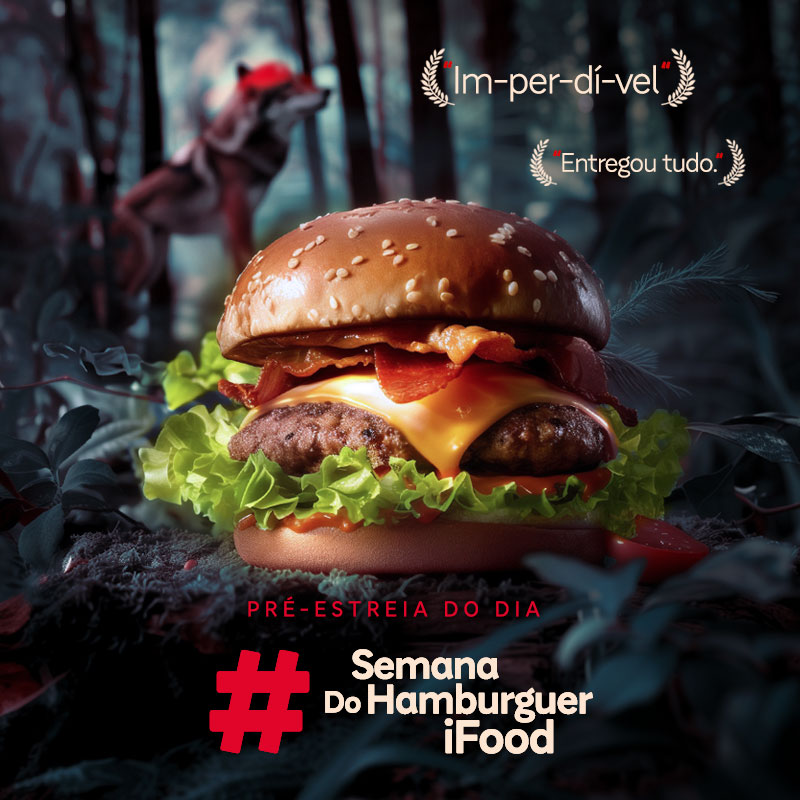 "Im-per-dí-vel"
"Entregou tudo."
PRÉ-ESTREIA DO DIA
# Semana
Do Hamburguer
iFood